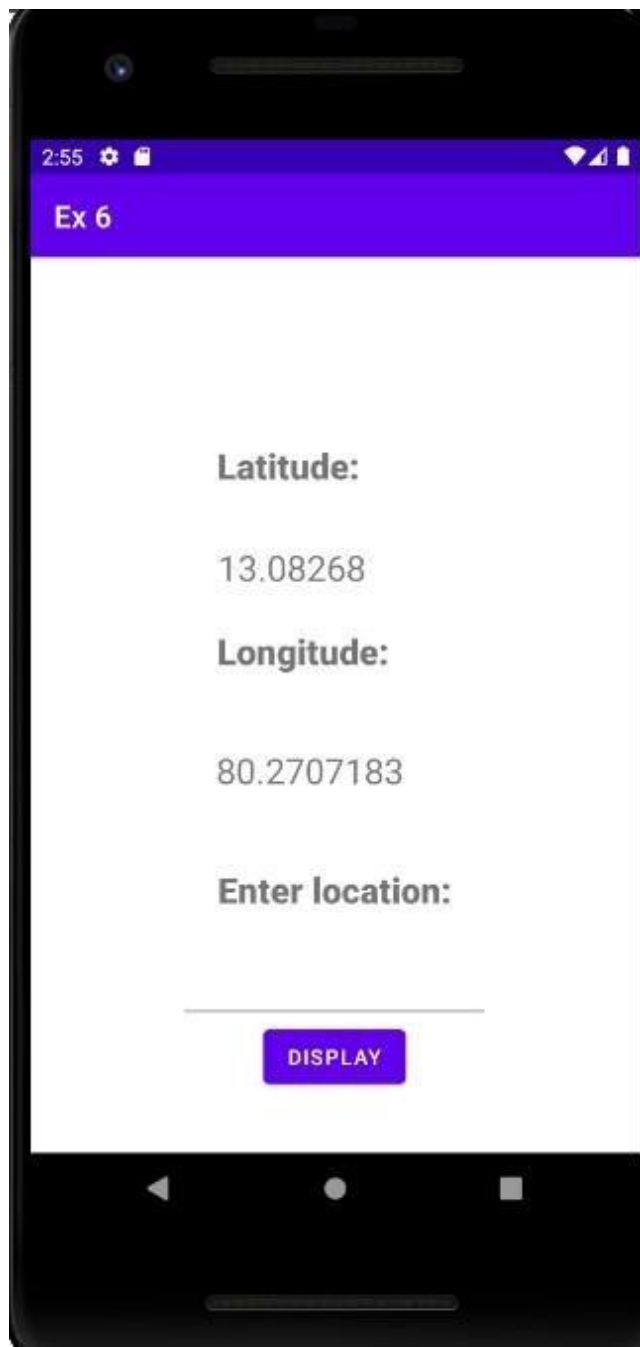 2:55
Ex 6
Latitude:
13.08268
Longitude:
80.2707183
Enter location:
DISPLAY